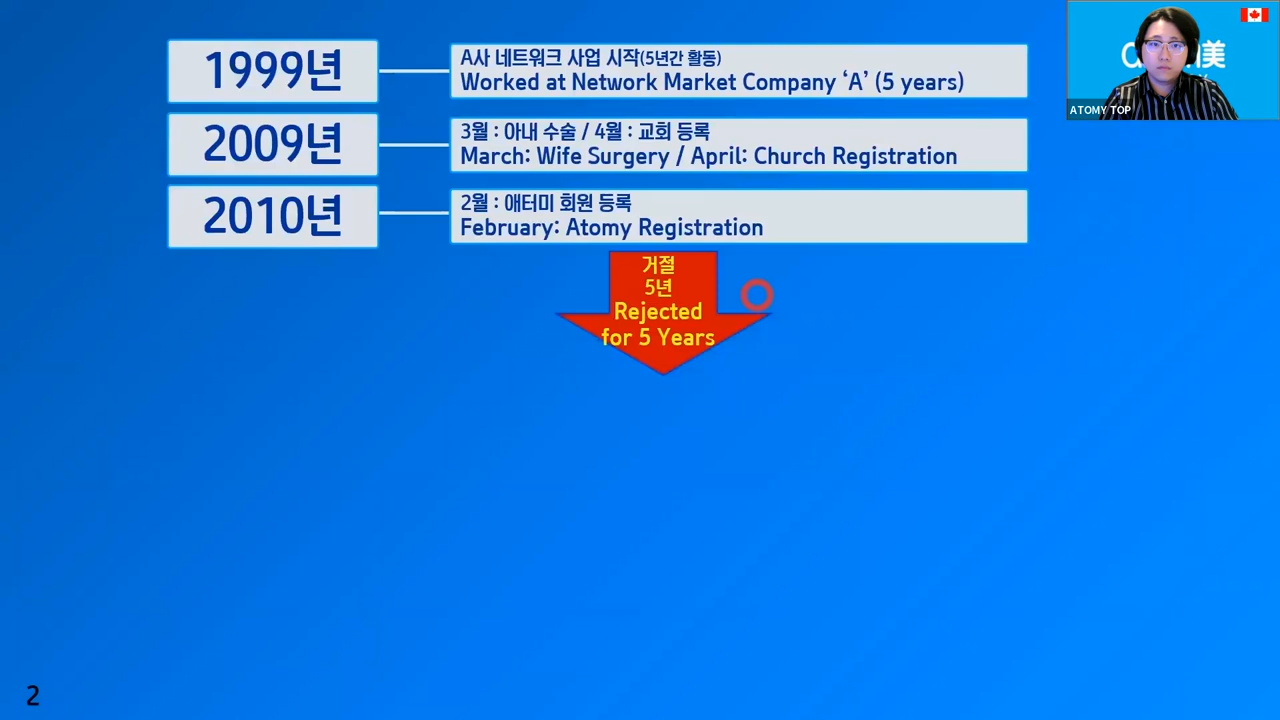 1999년
A사 네트워크 사업 시작(5년간 활동)
Worked at Network Market Company ‘A’ (5 years)
2009년
3월 : 아내 수술 / 4월 : 교회 등록
March: Wife Surgery / April: Church Registration
2010년
2월 : 애터미 회원 등록
February: Atomy Registration
거절
5년
Rejected
for 5 Years
美
ATOMY TOP
2